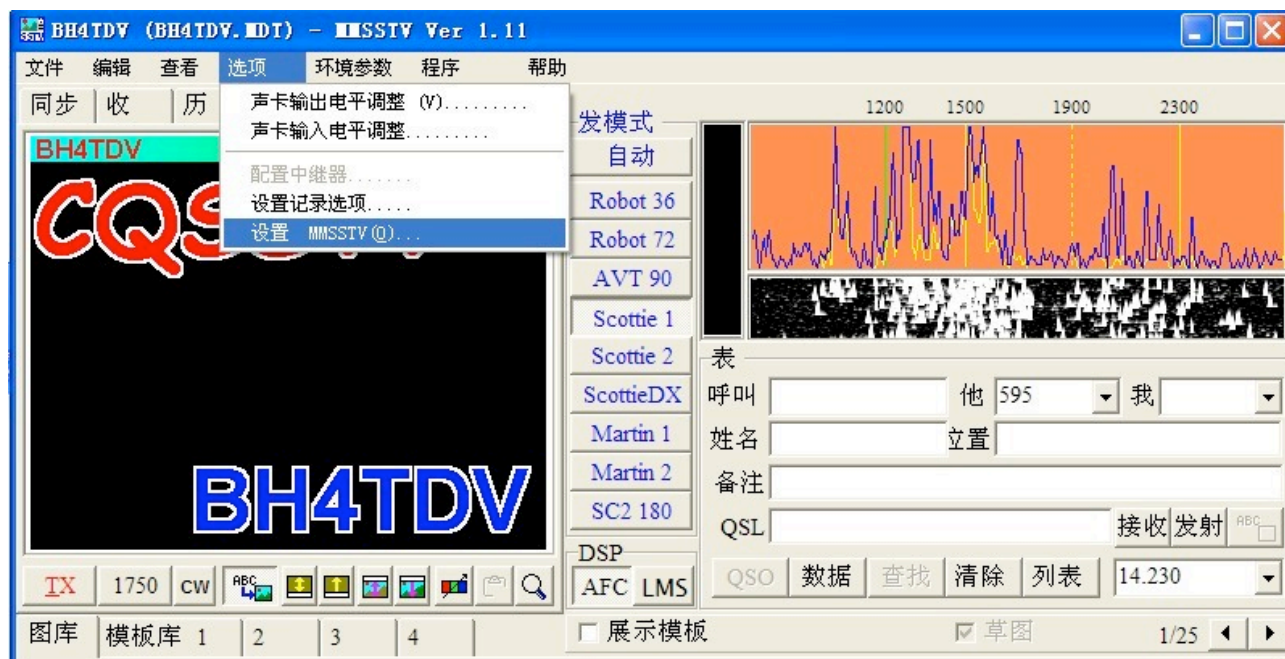 BH4TDV (BH4TDV.MDT) - MMSSTV Ver 1.11
文件 编辑 查看 选项 环境参数 程序 帮助
同步 收 历
声卡输出电平调整 (V).........
声卡输入电平调整.........
配置中继器.......
设置记录选项.....
设置 MMSSTV(O)...
BH4TDV
BH4TDV
发模式
自动
Robot 36
Robot 72
AVT 90
Scottie 1
Scottie 2
ScottieDX
Martin 1
Martin 2
SC2 180
DSP
AFC LMS
1200 1500 1900 2300
表
呼叫 他 595 我
姓名 位置
备注
QSL 接收 发射 ABC
QSO 数据 查找 清除 列表 14.230
TX 1750 CW ABC
图库 模板库 1 2 3 4
展示模板 草图 1/25